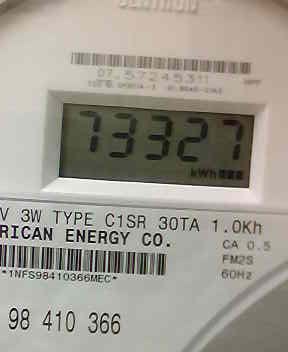 CENTRON
07.57245311
73327
kWh
V 3W TYPE C1SR 30TA 1.0Kh
RICAN ENERGY CO.
CA 0.5
FM2S
60Hz
*1NFS98410366MEC*
98 410 366